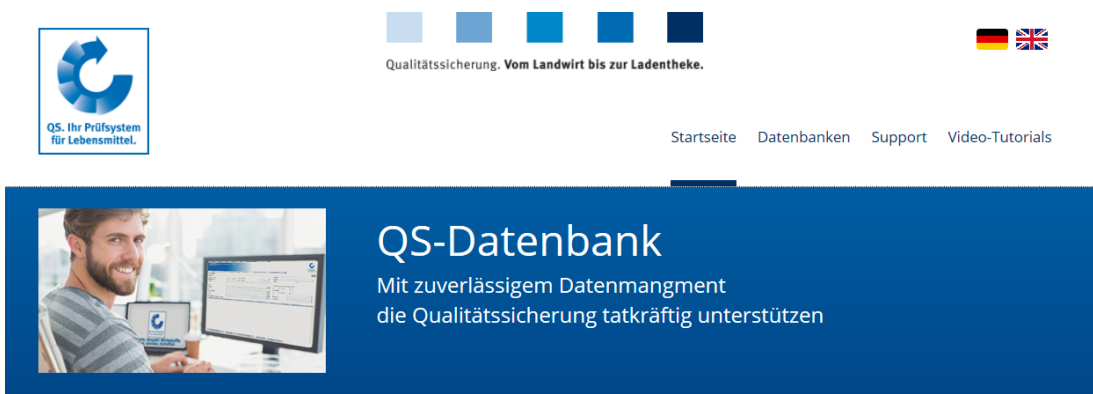 QS. Ihr Prüfsystem
für Lebensmittel.
Qualitätssicherung. Vom Landwirt bis zur Ladentheke.
Startseite Datenbanken Support Video-Tutorials
QS-Datenbank
Mit zuverlässigem Datenmangment
die Qualitätssicherung tatkräftig unterstützen